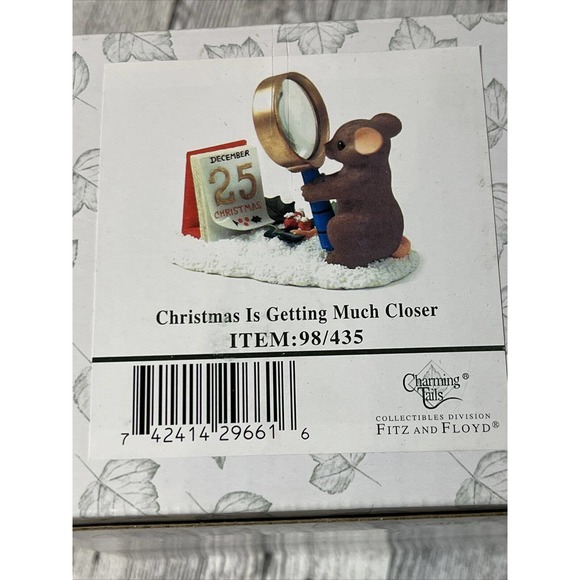 DECEMBER
25
CHRISTMAS
Christmas Is Getting Much Closer
ITEM:98/435
7 42414 29661 6
Charming ®
Tails
COLLECTIBLES DIVISION
FITZ AND FLOYD®